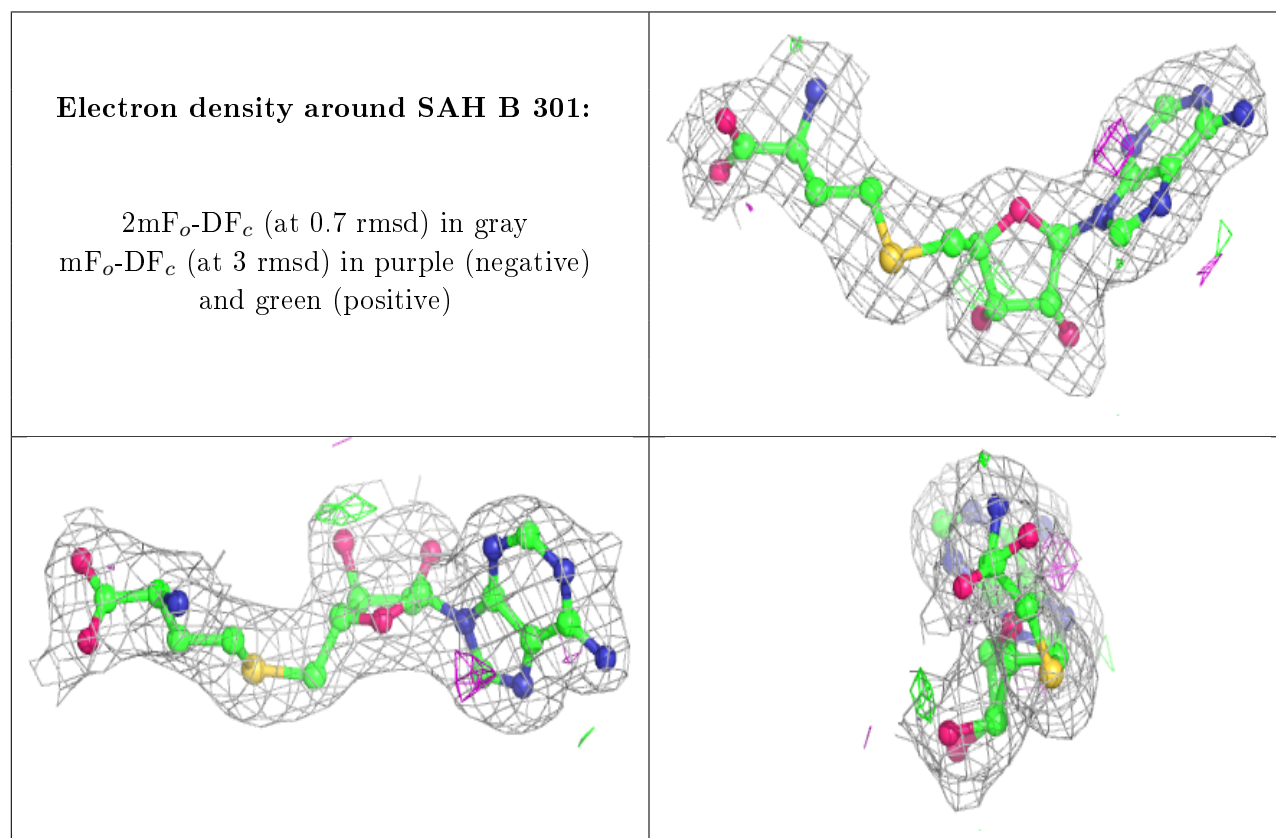 Electron density around SAH B 301:
2mFₒ-DF𝒸 (at 0.7 rmsd) in gray
mFₒ-DF𝒸 (at 3 rmsd) in purple (negative)
and green (positive)